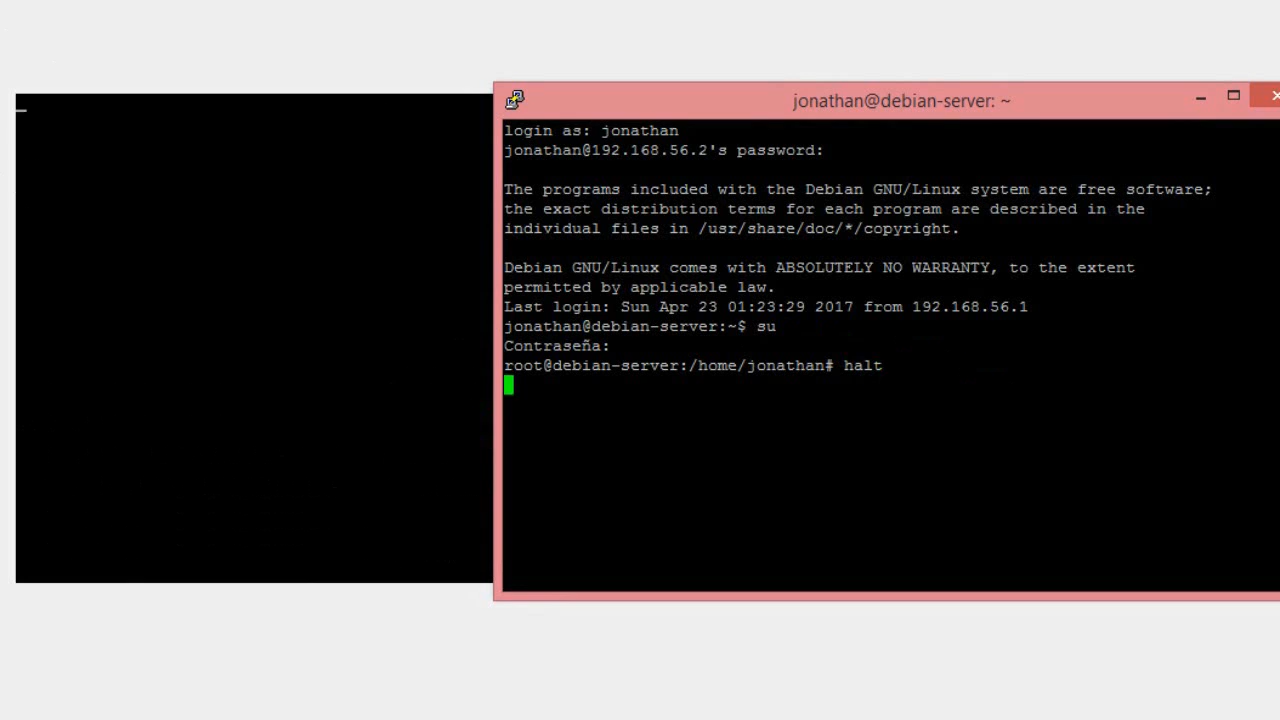 jonathan@debian-server: ~
login as: jonathan
jonathan@192.168.56.2's password:
The programs included with the Debian GNU/Linux system are free software;
the exact distribution terms for each program are described in the
individual files in /usr/share/doc/*/copyright.
Debian GNU/Linux comes with ABSOLUTELY NO WARRANTY, to the extent
permitted by applicable law.
Last login: Sun Apr 23 01:23:29 2017 from 192.168.56.1
jonathan@debian-server:~$ su
Contraseña:
root@debian-server:/home/jonathan# halt